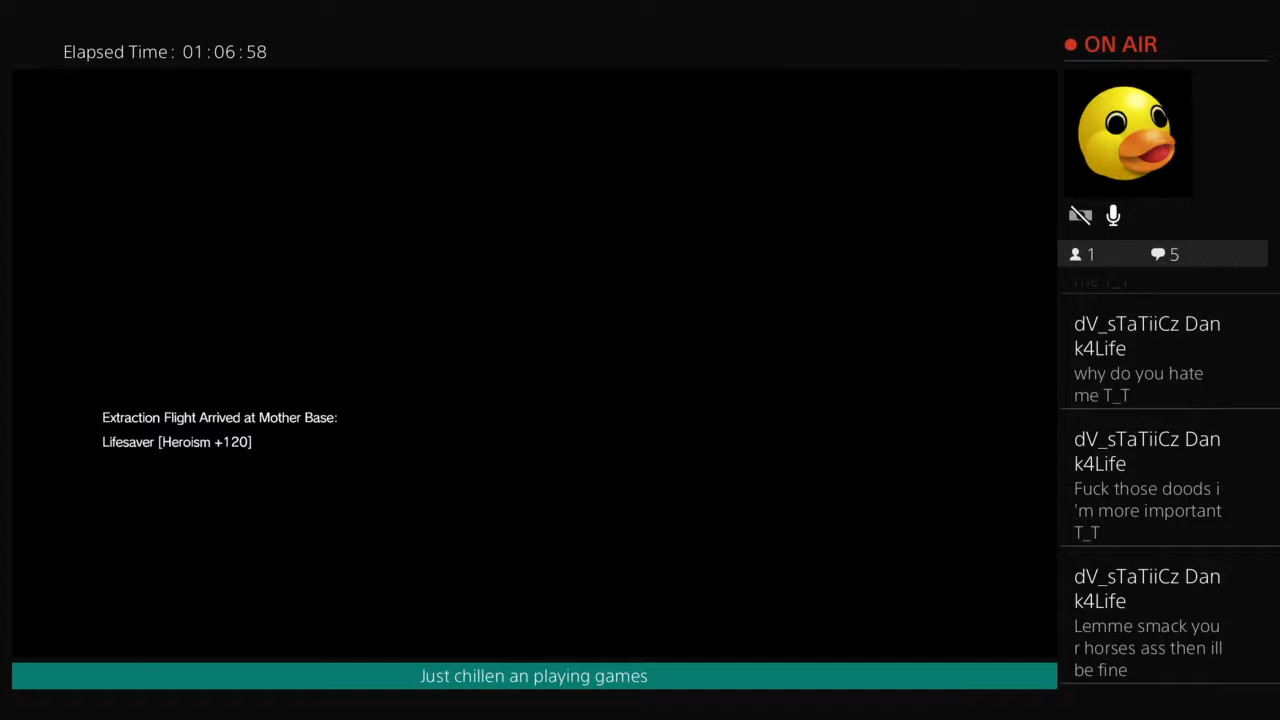 Elapsed Time: 01:06:58
ON AIR
1
5
me T_T
dV_sTaTiiCz Dan
k4Life
why do you hate
me T_T
dV_sTaTiiCz Dan
k4Life
Fuck those doods i
'm more important
T_T
dV_sTaTiiCz Dan
k4Life
Lemme smack you
r horses ass then ill
be fine
Extraction Flight Arrived at Mother Base:
Lifesaver [Heroism +120]
Just chillen an playing games